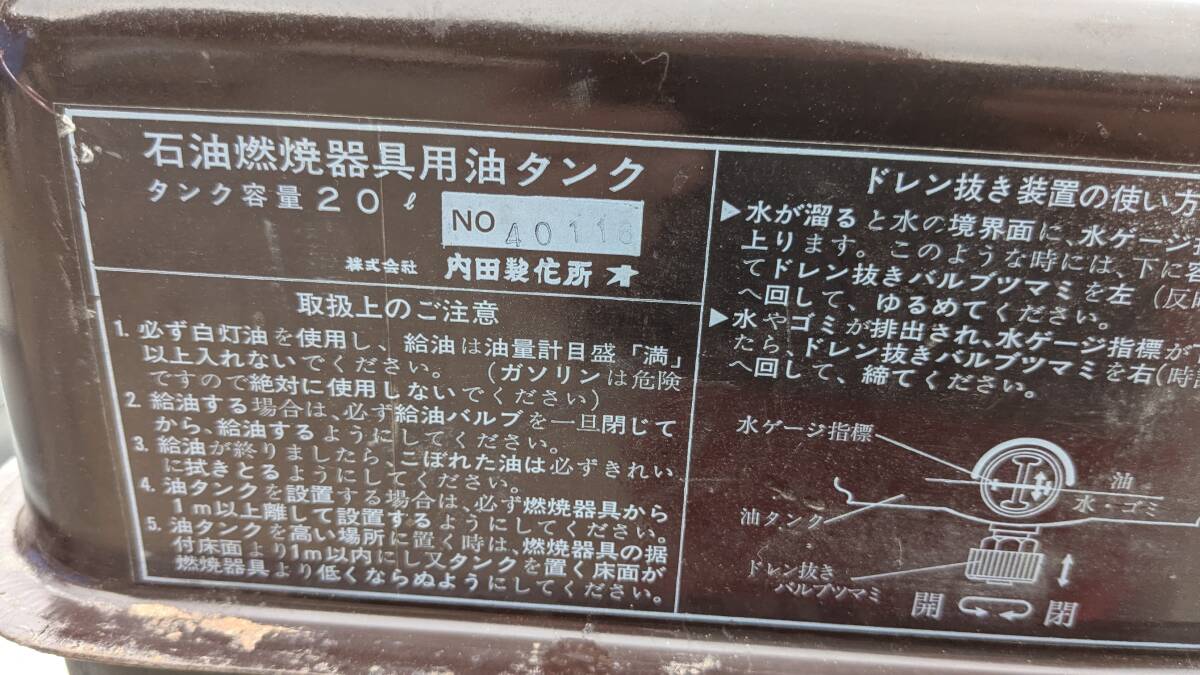 石油燃焼器具用油タンク
タンク容量20ℓ
NO 40116
株式会社 内田製作所
取扱上のご注意
1. 必ず白灯油を使用し、給油は油量計目盛「満」
以上入れないでください。(ガソリンは危険
ですので絶対に使用しないでください)
2. 給油する場合は、必ず給油バルブを一旦閉じて
から、給油するようにしてください。
3. 給油が終りましたら、こぼれた油は必ずきれい
に拭きとるようにしてください。
4. 油タンクを設置する場合は、必ず燃焼器具から
1m以上離して設置するようにしてください。
5. 油タンクを高い場所に置く時は、燃焼器具の据
付床面より1m以内にし又タンクを置く床面が
燃焼器具より低くならぬようにしてください。
ドレン抜き装置の使い方
▶水が溜ると水の境界面に、水ゲージ
上ります。このような時には、下に容
てドレン抜きバルブツマミを左(反
へ回して、ゆるめてください。
▶水やゴミが排出され、水ゲージ指標が
たら、ドレン抜きバルブツマミを右(時
へ回して、締てください。
水ゲージ指標
油
水・ゴミ
油タンク
ドレン抜き
バルブツマミ
開 閉